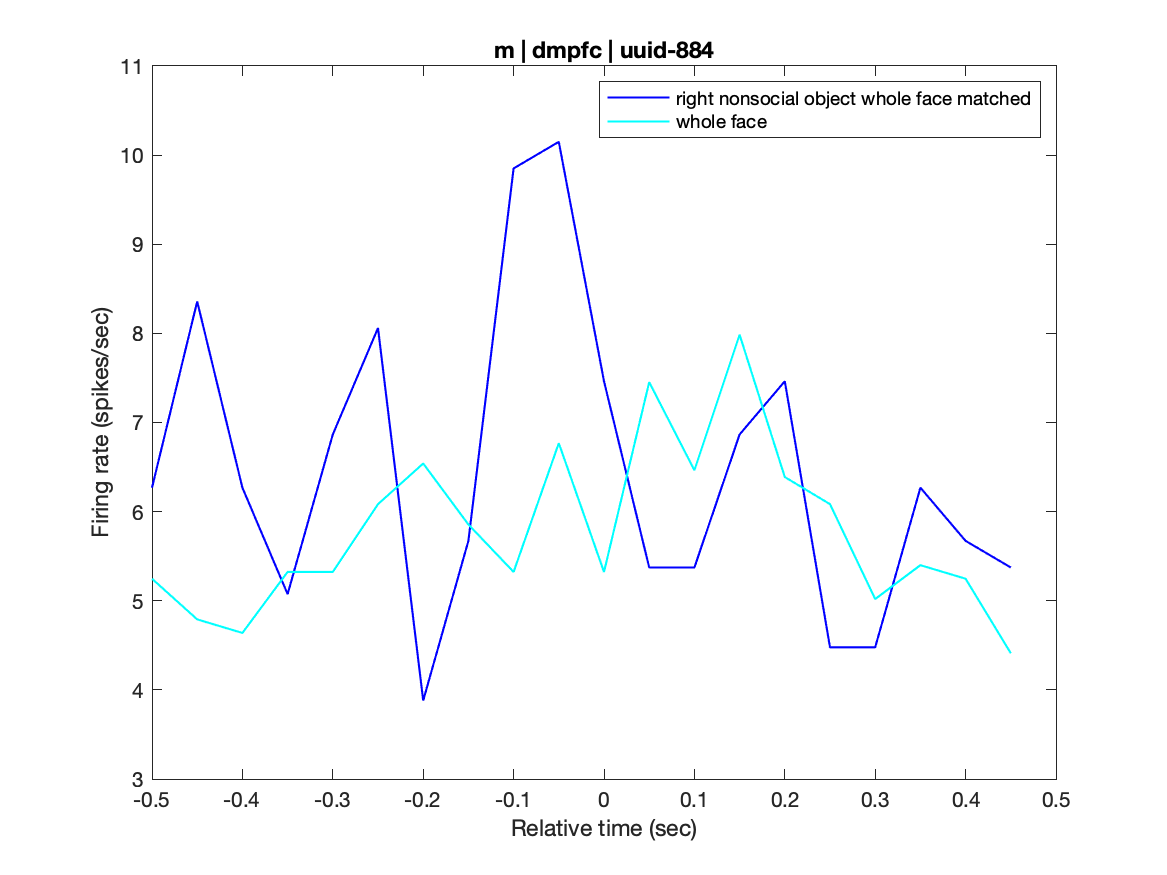 m | dmpfc | uuid-884
right nonsocial object whole face matched
whole face
Firing rate (spikes/sec)
11
10
9
8
7
6
5
4
3
-0.5 -0.4 -0.3 -0.2 -0.1 0 0.1 0.2 0.3 0.4 0.5
Relative time (sec)